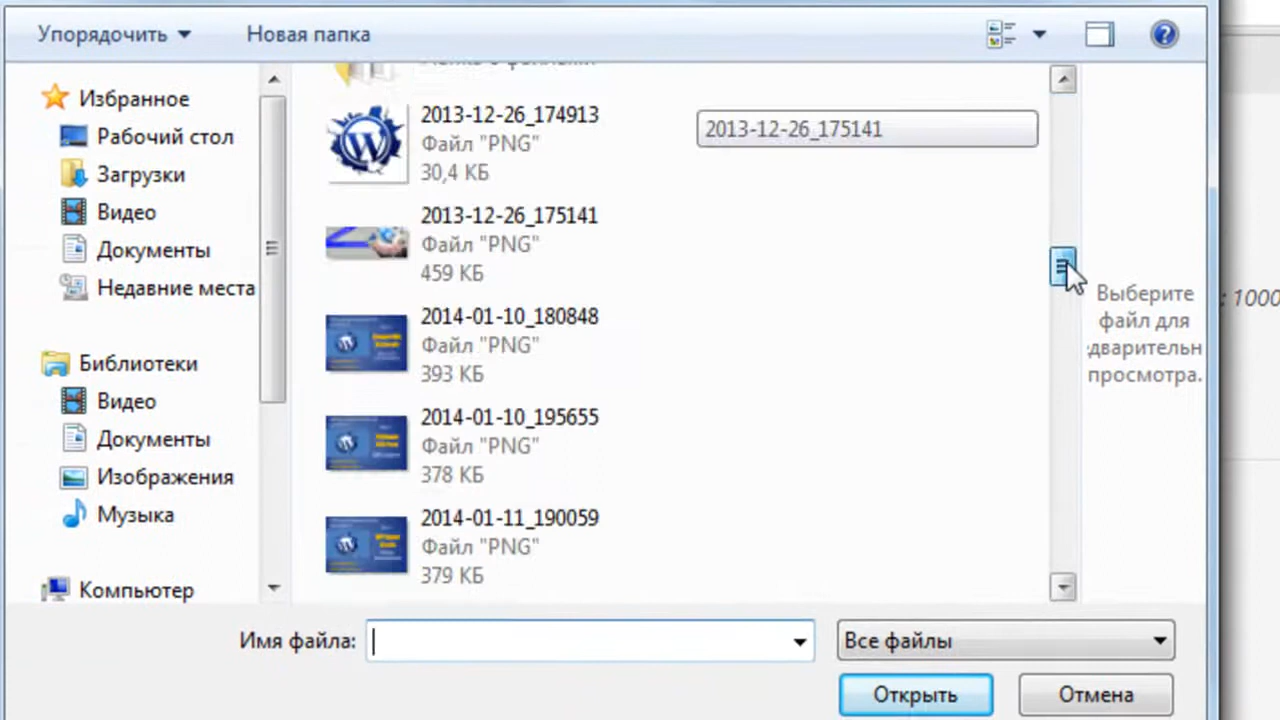 Упорядочить
Новая папка
Избранное
Рабочий стол
Загрузки
Видео
Документы
Недавние места
Библиотеки
Видео
Документы
Изображения
Музыка
Компьютер
2013-12-26_174913
Файл "PNG"
30,4 КБ
2013-12-26_175141
Файл "PNG"
459 КБ
2014-01-10_180848
Файл "PNG"
393 КБ
2014-01-10_195655
Файл "PNG"
378 КБ
2014-01-11_190059
Файл "PNG"
379 КБ
2013-12-26_175141
Выберите
файл для
едварительн
просмотра.
: 1000
Имя файла:
Все файлы
Открыть
Отмена